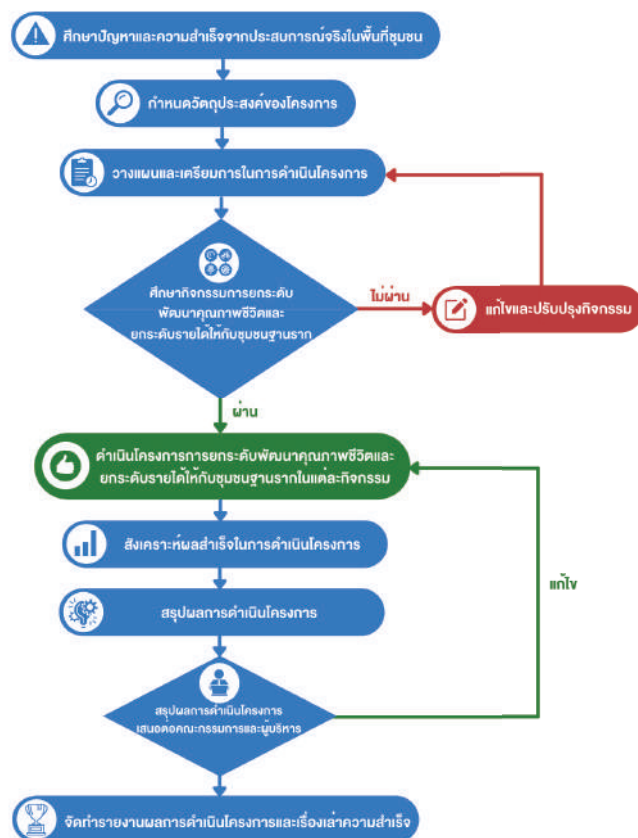 ศึกษาปัญหาและความสำเร็จจากประสบการณ์จริงในพื้นที่ชุมชน
กำหนดวัตถุประสงค์ของโครงการ
วางแผนและเตรียมการในการดำเนินโครงการ
ศึกษากิจกรรมการยกระดับ
พัฒนาคุณภาพชีวิตและ
ยกระดับรายได้ให้กับชุมชนฐานราก
ไม่ผ่าน
แก้ไขและปรับปรุงกิจกรรม
ผ่าน
ดำเนินโครงการการยกระดับพัฒนาคุณภาพชีวิตและ
ยกระดับรายได้ให้กับชุมชนฐานรากในแต่ละกิจกรรม
สังเคราะห์ผลสำเร็จในการดำเนินโครงการ
แก้ไข
สรุปผลการดำเนินโครงการ
สรุปผลการดำเนินโครงการ
เสนอต่อคณะกรรมการและผู้บริหาร
จัดทำรายงานผลการดำเนินโครงการและเรื่องเล่าความสำเร็จ